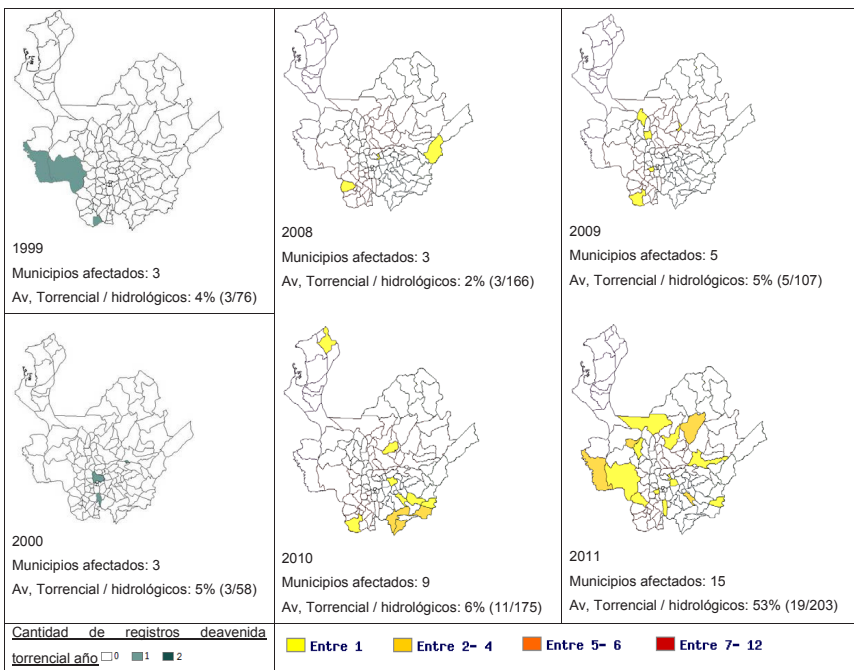 1999
Municipios afectados: 3
Av, Torrencial / hidrológicos: 4% (3/76)
2008
Municipios afectados: 3
Av, Torrencial / hidrológicos: 2% (3/166)
2009
Municipios afectados: 5
Av, Torrencial / hidrológicos: 5% (5/107)
2000
Municipios afectados: 3
Av, Torrencial / hidrológicos: 5% (3/58)
2010
Municipios afectados: 9
Av, Torrencial / hidrológicos: 6% (11/175)
2011
Municipios afectados: 15
Av, Torrencial / hidrológicos: 53% (19/203)
Cantidad de registros deavenida
torrencial año 0 1 2
Entre 1 Entre 2- 4 Entre 5- 6 Entre 7- 12